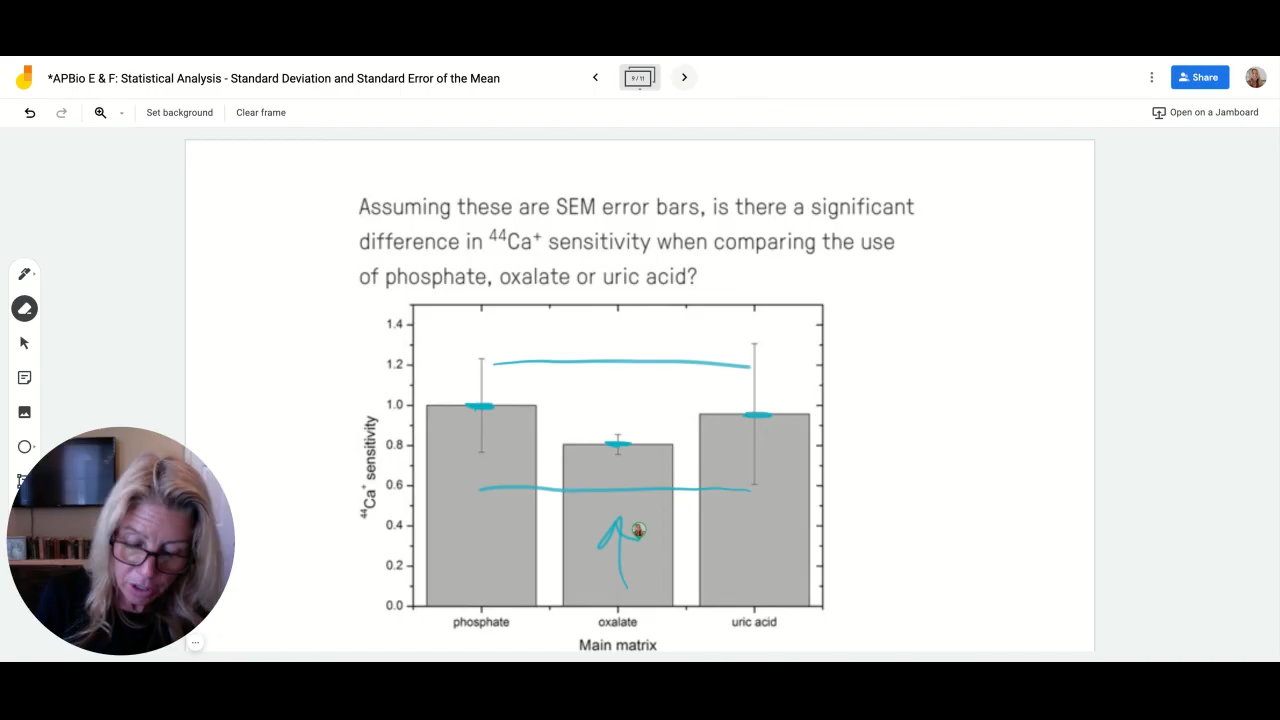 *APBio E & F: Statistical Analysis - Standard Deviation and Standard Error of the Mean
9 / 11
Share
Set background
Clear frame
Open on a Jamboard
Assuming these are SEM error bars, is there a significant
difference in ⁴⁴Ca⁺ sensitivity when comparing the use
of phosphate, oxalate or uric acid?
1.4
1.2
1.0
0.8
0.6
0.4
0.2
0.0
⁴⁴Ca⁺ sensitivity
phosphate oxalate uric acid
Main matrix